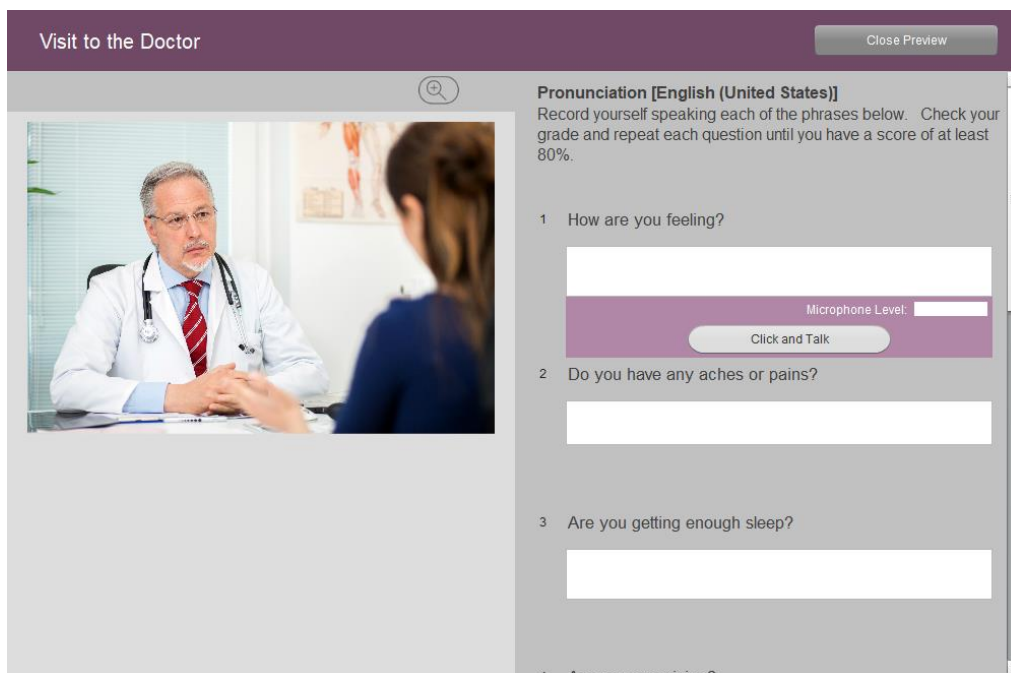 Visit to the Doctor
Close Preview
Pronunciation [English (United States)]
Record yourself speaking each of the phrases below. Check your
grade and repeat each question until you have a score of at least
80%.
1 How are you feeling?
Microphone Level:
Click and Talk
2 Do you have any aches or pains?
3 Are you getting enough sleep?